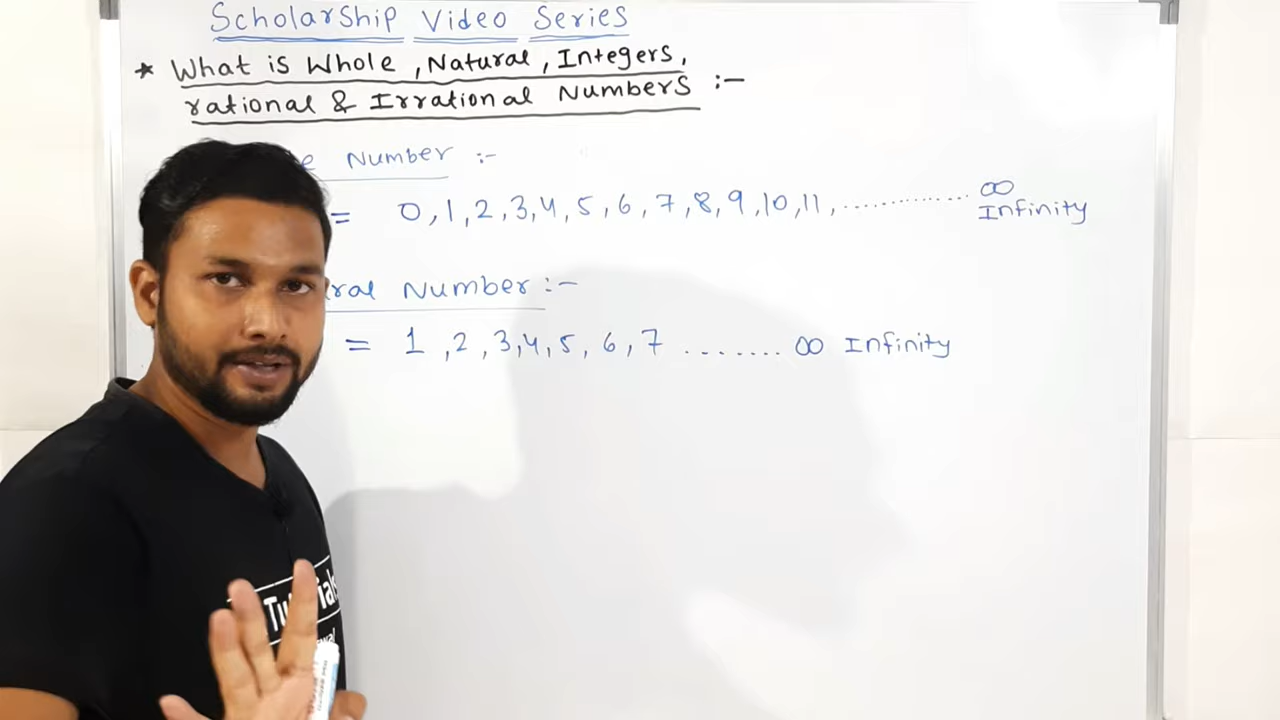 Scholarship Video Series
* What is Whole, Natural, Integers,
rational & Irrational Numbers :-
Number :-
= 0, 1, 2, 3, 4, 5, 6, 7, 8, 9, 10, 11, .............. ∞
Infinity
Number :-
= 1, 2, 3, 4, 5, 6, 7 ........ ∞ Infinity